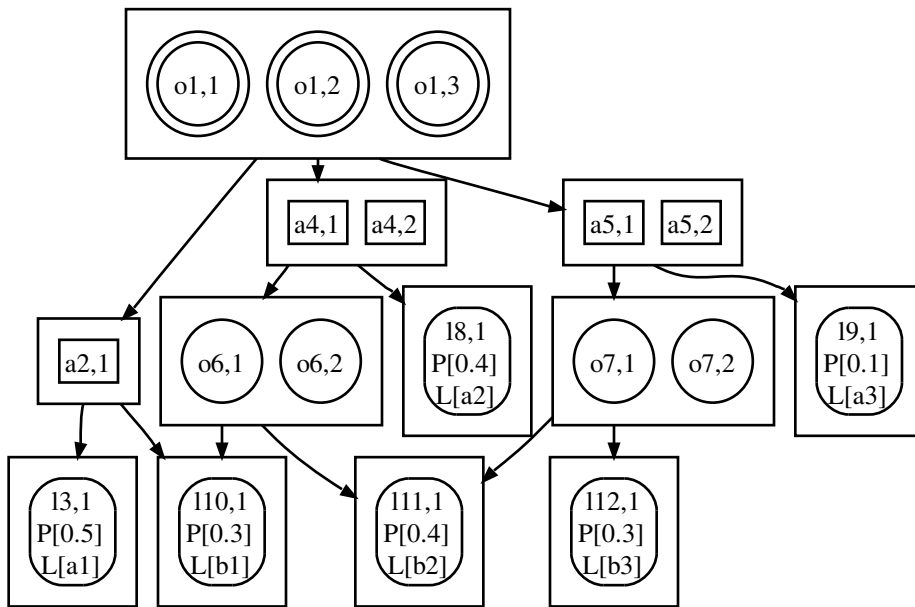 o1,1 o1,2 o1,3
a4,1 a4,2
a5,1 a5,2
a2,1
o6,1 o6,2
l8,1
P[0.4]
L[a2]
o7,1 o7,2
l9,1
P[0.1]
L[a3]
l3,1
P[0.5]
L[a1]
l10,1
P[0.3]
L[b1]
l11,1
P[0.4]
L[b2]
l12,1
P[0.3]
L[b3]